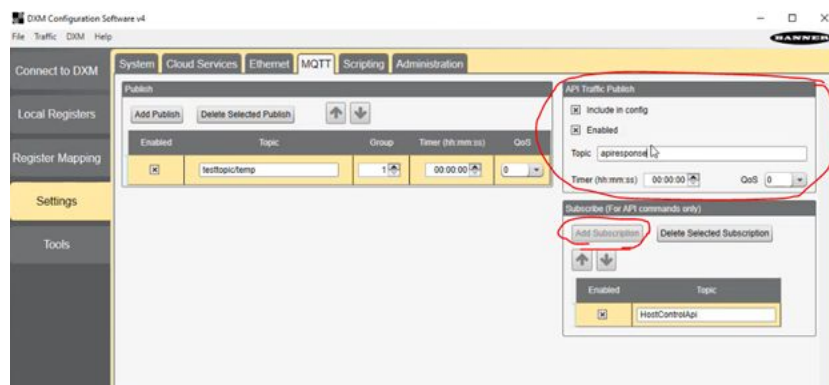 DXM Configuration Software v4
File Traffic DXM Help
BANNER
Connect to DXM
Local Registers
Register Mapping
Settings
Tools
System Cloud Services Ethernet MQTT Scripting Administration
Publish
Add Publish Delete Selected Publish
Enabled Topic Group Timer (hh:mm:ss) QoS
testtopic/temp 1 00:00:00 0
API Traffic Publish
Include in config
Enabled
Topic apiresponse
Timer (hh:mm:ss) 00:00:00 QoS 0
Subscribe (For API commands only)
Add Subscription Delete Selected Subscription
Enabled Topic
HostControlApi